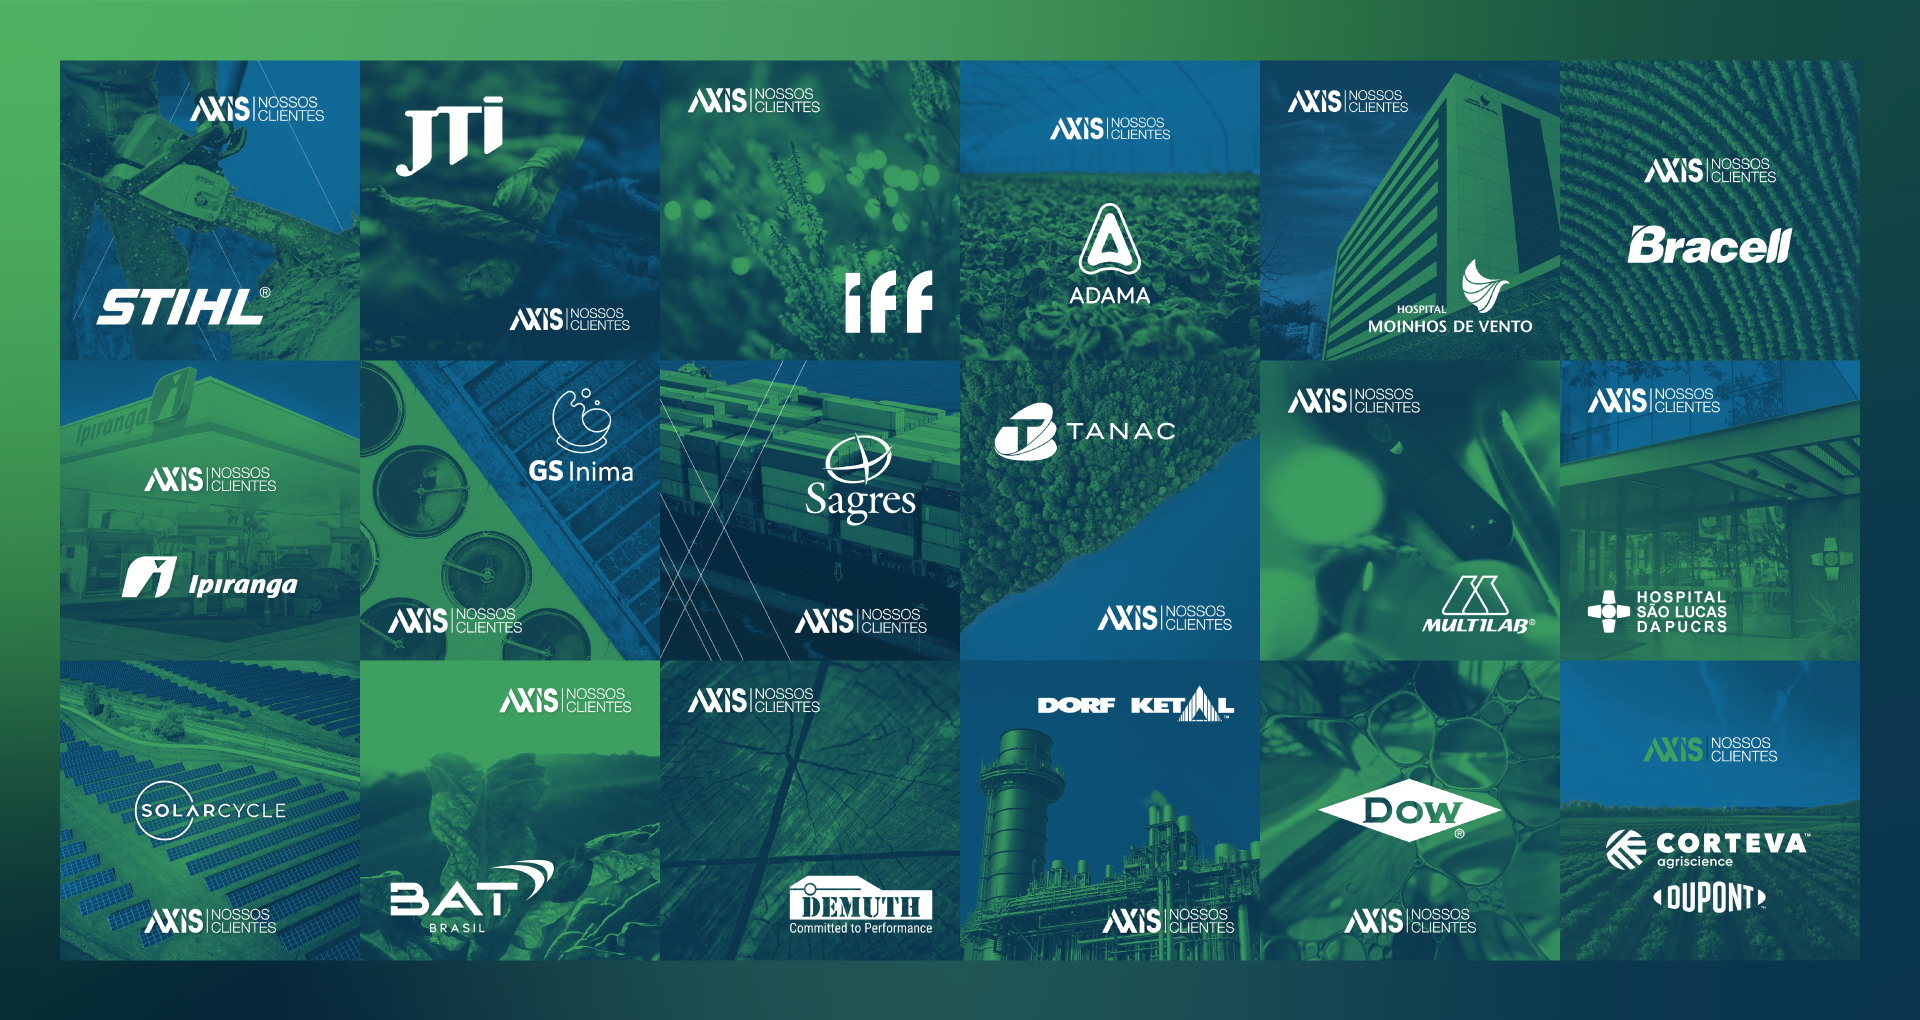 AXIS NOSSOS
CLIENTES
STIHL®
JTi
AXIS NOSSOS
CLIENTES
AXIS NOSSOS
CLIENTES
iff
AXIS NOSSOS
CLIENTES
ADAMA
AXIS NOSSOS
CLIENTES
HOSPITAL
MOINHOS DE VENTO
AXIS NOSSOS
CLIENTES
Bracell
Ipiranga
AXIS NOSSOS
CLIENTES
Ipiranga
GS Inima
AXIS NOSSOS
CLIENTES
Sagres
AXIS NOSSOS
CLIENTES
TANAC
AXIS NOSSOS
CLIENTES
AXIS NOSSOS
CLIENTES
MULTILAB®
AXIS NOSSOS
CLIENTES
HOSPITAL
SÃO LUCAS
DA PUCRS
SOLARCYCLE
AXIS NOSSOS
CLIENTES
AXIS NOSSOS
CLIENTES
BAT
BRASIL
AXIS NOSSOS
CLIENTES
DEMUTH
Committed to Performance
DORF KETAL™
AXIS NOSSOS
CLIENTES
DOW®
AXIS NOSSOS
CLIENTES
AXIS NOSSOS
CLIENTES
CORTEVA™
agriscience
DUPONT™